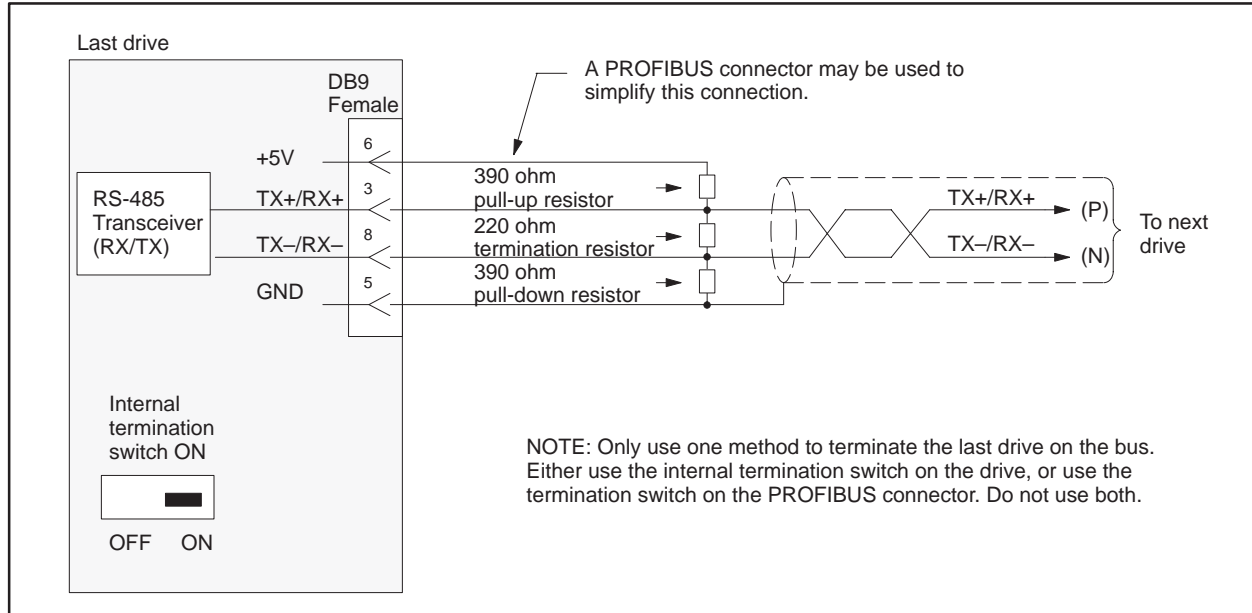 Last drive
DB9
Female
A PROFIBUS connector may be used to
simplify this connection.
+5V
6
390 ohm
pull-up resistor
RS-485
Transceiver
(RX/TX)
TX+/RX+
3
TX+/RX+
(P)
220 ohm
termination resistor
TX–/RX–
8
TX–/RX–
(N)
To next
drive
390 ohm
pull-down resistor
GND
5
Internal
termination
switch ON
OFF ON
NOTE: Only use one method to terminate the last drive on the bus.
Either use the internal termination switch on the drive, or use the
termination switch on the PROFIBUS connector. Do not use both.